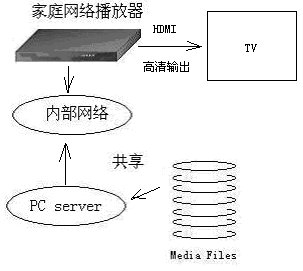 家庭网络播放器
HDMI
高清输出
TV
内部网络
共享
PC server
Media Files